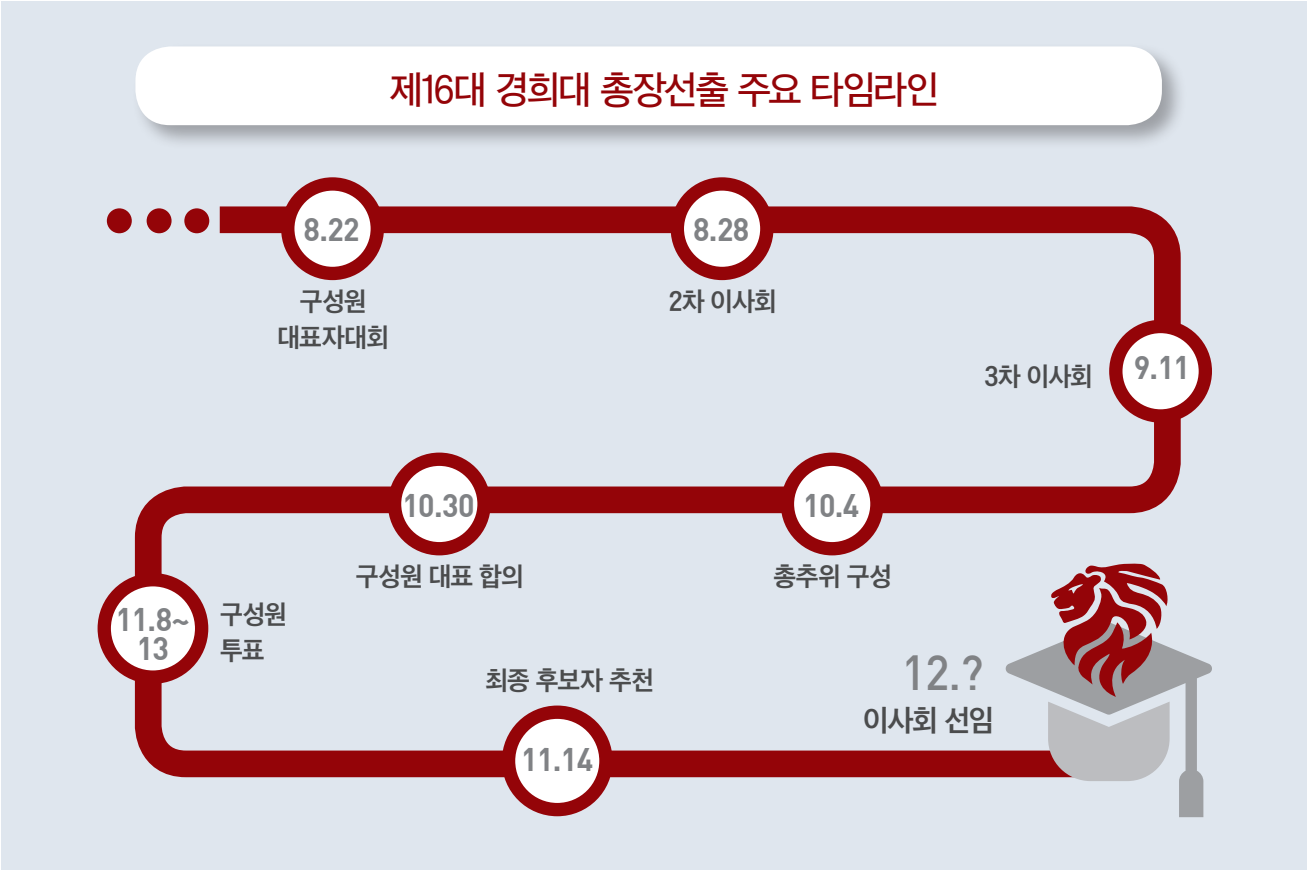 제16대 경희대 총장선출 주요 타임라인
8.22
구성원
대표자대회
8.28
2차 이사회
9.11
3차 이사회
10.4
총추위 구성
10.30
구성원 대표 합의
11.8~
13
구성원
투표
11.14
최종 후보자 추천
12.?
이사회 선임